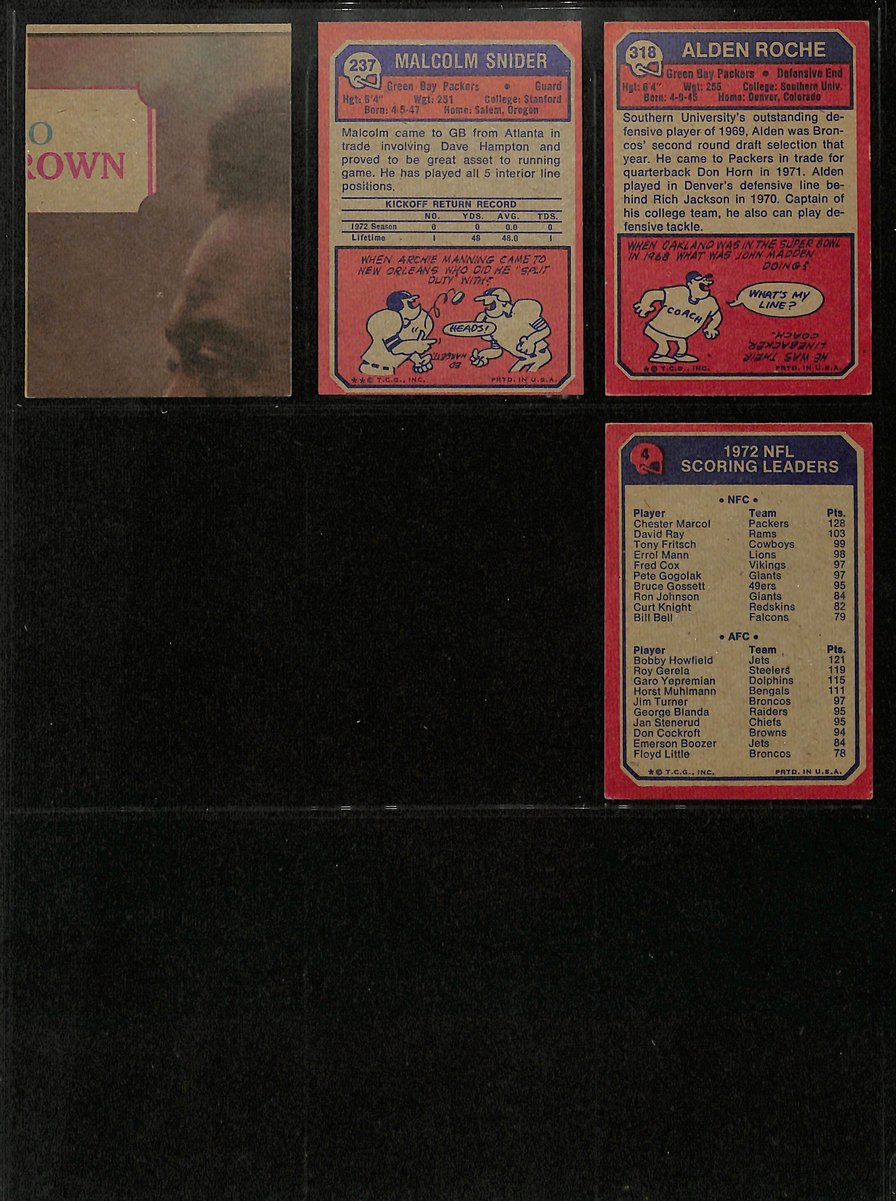 O
ROWN
237
MALCOLM SNIDER
Green Bay Packers • Guard
Hgt: 6'4" Wgt: 251 College: Stanford
Born: 4-5-47 Home: Salem, Oregon
Malcolm came to GB from Atlanta in
trade involving Dave Hampton and
proved to be great asset to running
game. He has played all 5 interior line
positions.
KICKOFF RETURN RECORD
NO. YDS. AVG. TDS.
1972 Season 0 0 0.0 0
Lifetime 1 48 48.0 1
WHEN ARCHIE MANNING CAME TO
NEW ORLEANS WHO DID HE "SPLIT
DUTY" WITH?
HEADS!
ED
HARGETT.
★★© T.C.G., INC. PRTD. IN U.S.A.
318
ALDEN ROCHE
Green Bay Packers • Defensive End
Hgt: 6'4" Wgt: 255 College: Southern Univ.
Born: 4-9-45 Home: Denver, Colorado
Southern University's outstanding de-
fensive player of 1969, Alden was Bron-
cos' second round draft selection that
year. He came to Packers in trade for
quarterback Don Horn in 1971. Alden
played in Denver's defensive line be-
hind Rich Jackson in 1970. Captain of
his college team, he also can play de-
fensive tackle.
WHEN OAKLAND WAS IN THE SUPER BOWL
IN 1968 WHAT WAS JOHN MADDEN
DOING?
WHAT'S MY
LINE?
COACH
HE WAS THEIR
LINEBACKER
COACH.
★© T.C.G., INC. PRTD. IN U.S.A.
4
1972 NFL
SCORING LEADERS
• NFC •
Player Team Pts.
Chester Marcol Packers 128
David Ray Rams 103
Tony Fritsch Cowboys 99
Errol Mann Lions 98
Fred Cox Vikings 97
Pete Gogolak Giants 97
Bruce Gossett 49ers 95
Ron Johnson Giants 84
Curt Knight Redskins 82
Bill Bell Falcons 79
• AFC •
Player Team Pts.
Bobby Howfield Jets 121
Roy Gerela Steelers 119
Garo Yepremian Dolphins 115
Horst Muhlmann Bengals 111
Jim Turner Broncos 97
George Blanda Raiders 95
Jan Stenerud Chiefs 95
Don Cockroft Browns 94
Emerson Boozer Jets 84
Floyd Little Broncos 78
★© T.C.G., INC. PRTD. IN U.S.A.